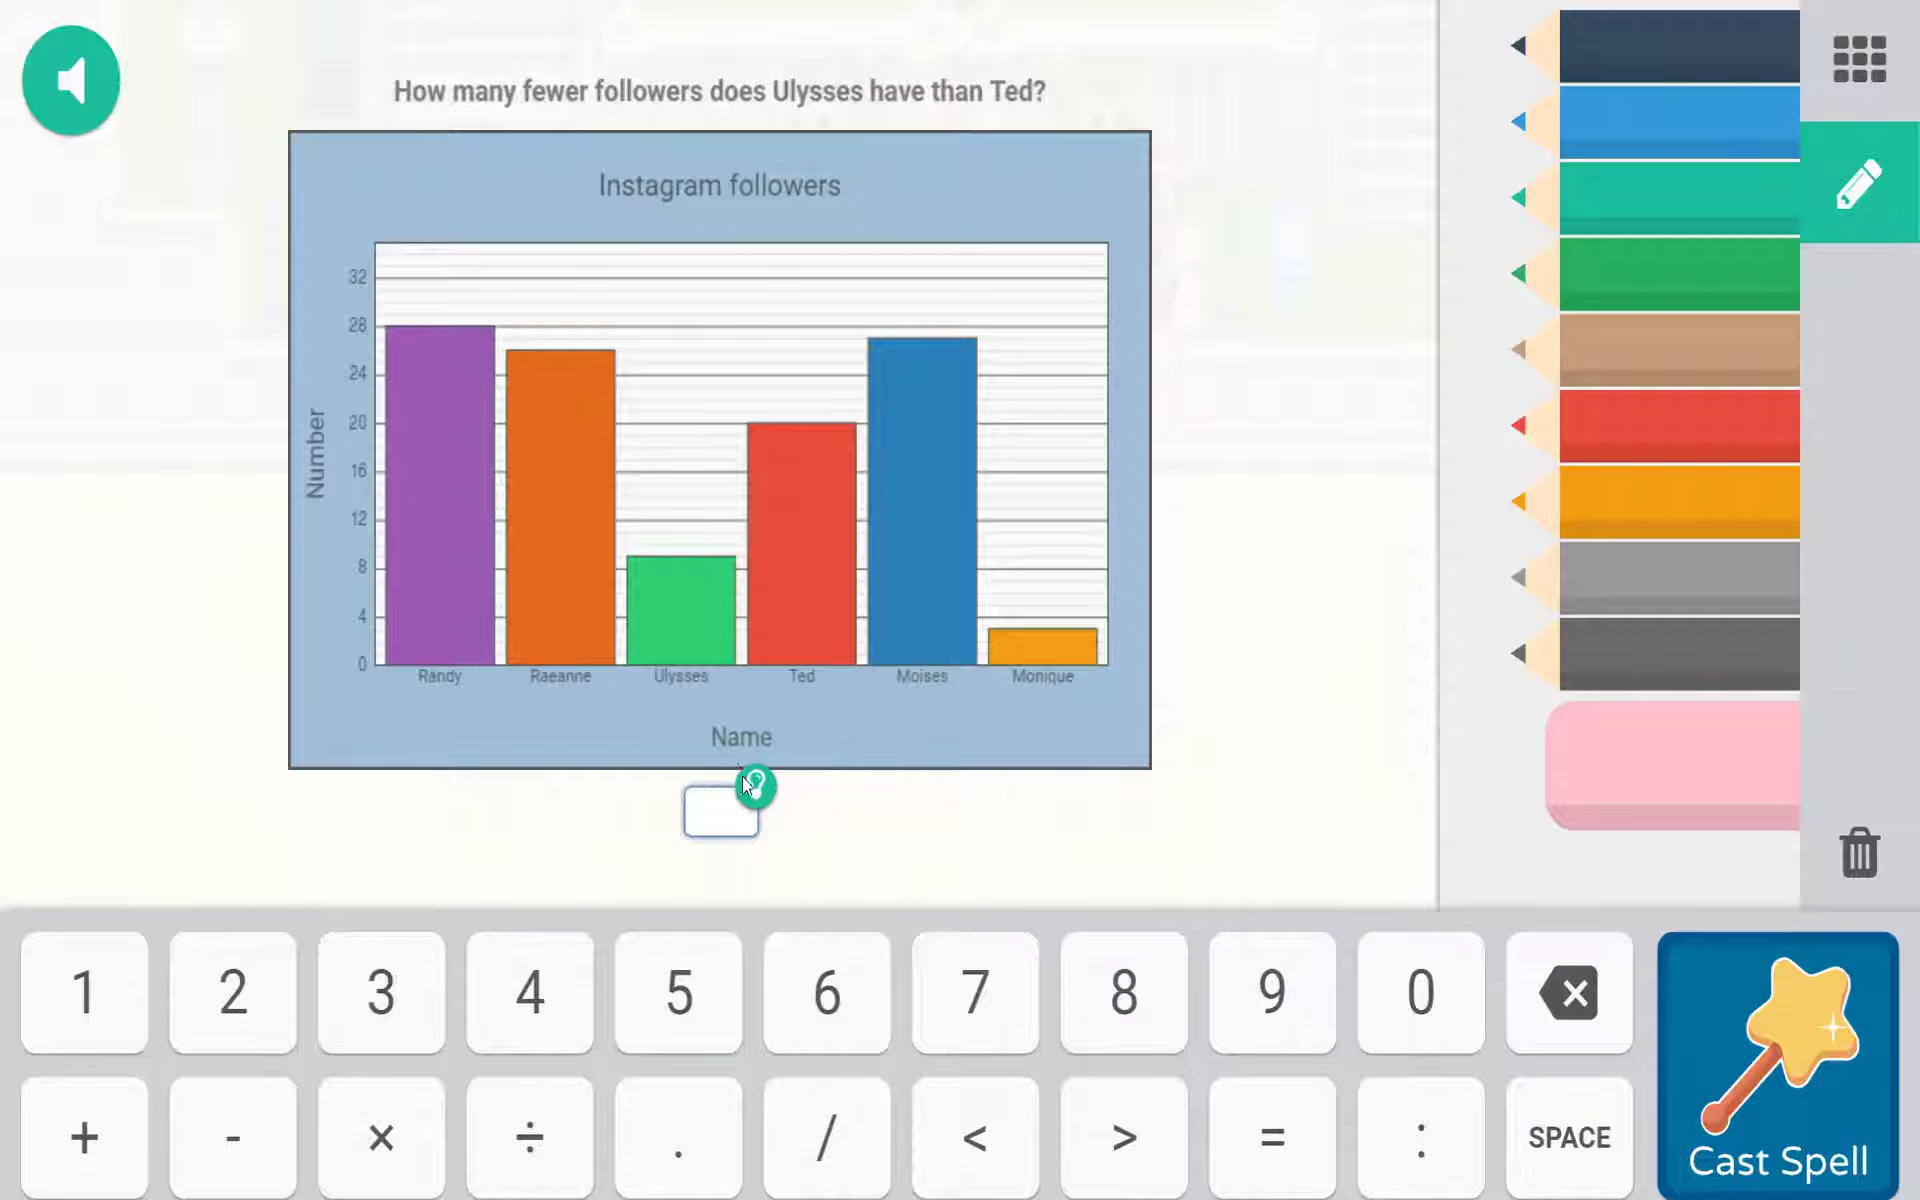 How many fewer followers does Ulysses have than Ted?
Instagram followers
32
28
24
20
16
12
8
4
0
Number
Randy Raeanne Ulysses Ted Moises Monique
Name
1 2 3 4 5 6 7 8 9 0
+ - × ÷ . / < > = : SPACE
Cast Spell